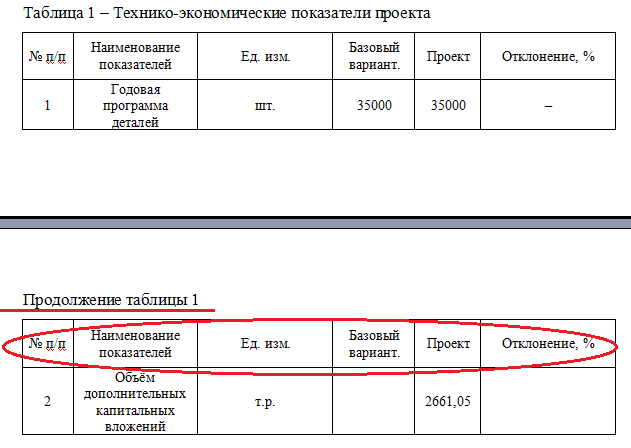 Таблица 1 – Технико-экономические показатели проекта
№ п/п Наименование показателей Ед. изм. Базовый вариант. Проект Отклонение, %
1 Годовая программа деталей шт. 35000 35000 –
Продолжение таблицы 1
№ п/п Наименование показателей Ед. изм. Базовый вариант. Проект Отклонение, %
2 Объём дополнительных капитальных вложений т.р. 2661,05